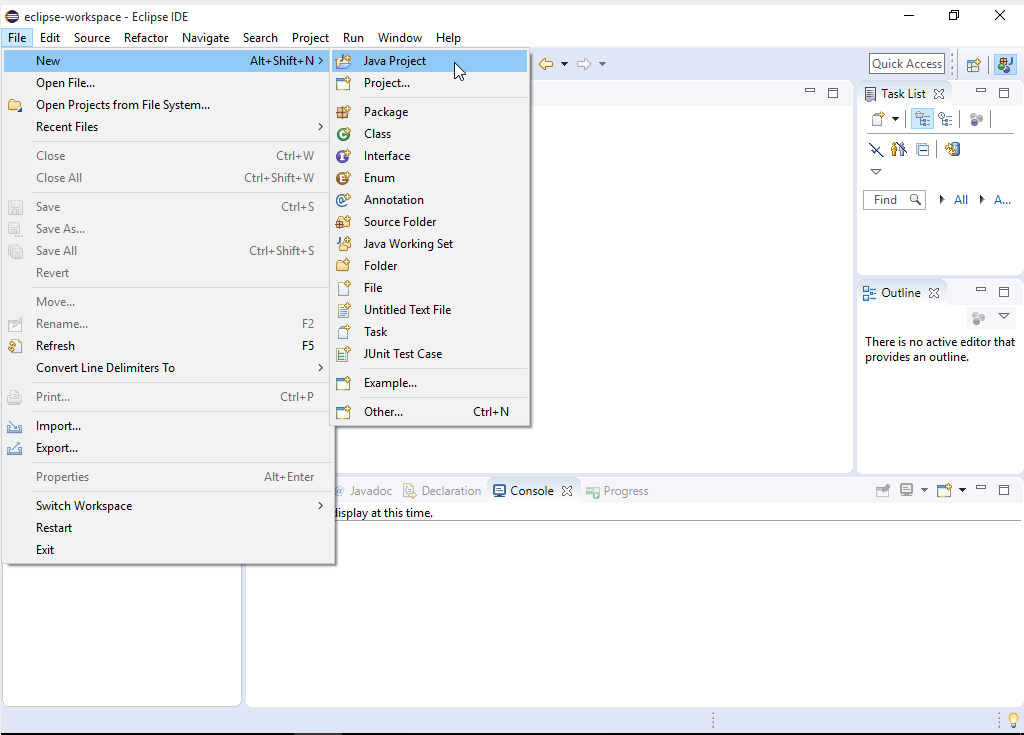 eclipse-workspace - Eclipse IDE
File Edit Source Refactor Navigate Search Project Run Window Help
New Alt+Shift+N
Open File...
Open Projects from File System...
Recent Files
Close Ctrl+W
Close All Ctrl+Shift+W
Save Ctrl+S
Save As...
Save All Ctrl+Shift+S
Revert
Move...
Rename... F2
Refresh F5
Convert Line Delimiters To
Print... Ctrl+P
Import...
Export...
Properties Alt+Enter
Switch Workspace
Restart
Exit
Java Project
Project...
Package
Class
Interface
Enum
Annotation
Source Folder
Java Working Set
Folder
File
Untitled Text File
Task
JUnit Test Case
Example...
Other... Ctrl+N
Quick Access
Task List
Find All A...
Outline
There is no active editor that
provides an outline.
@ Javadoc Declaration Console Progress
display at this time.